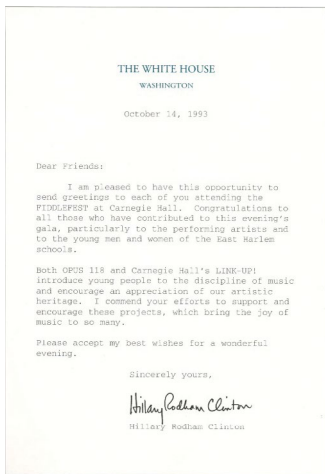 THE WHITE HOUSE
WASHINGTON
October 14, 1993
Dear Friends:
I am pleased to have this opportunity to
send greetings to each of you attending the
FIDDLEFEST at Carnegie Hall. Congratulations to
all those who have contributed to this evening's
gala, particularly to the performing artists and
to the young men and women of the East Harlem
schools.
Both OPUS 118 and Carnegie Hall's LINK-UP!
introduce young people to the discipline of music
and encourage an appreciation of our artistic
heritage. I commend your efforts to support and
encourage these projects, which bring the joy of
music to so many.
Please accept my best wishes for a wonderful
evening.
Sincerely yours,
Hillary Rodham Clinton
Hillary Rodham Clinton